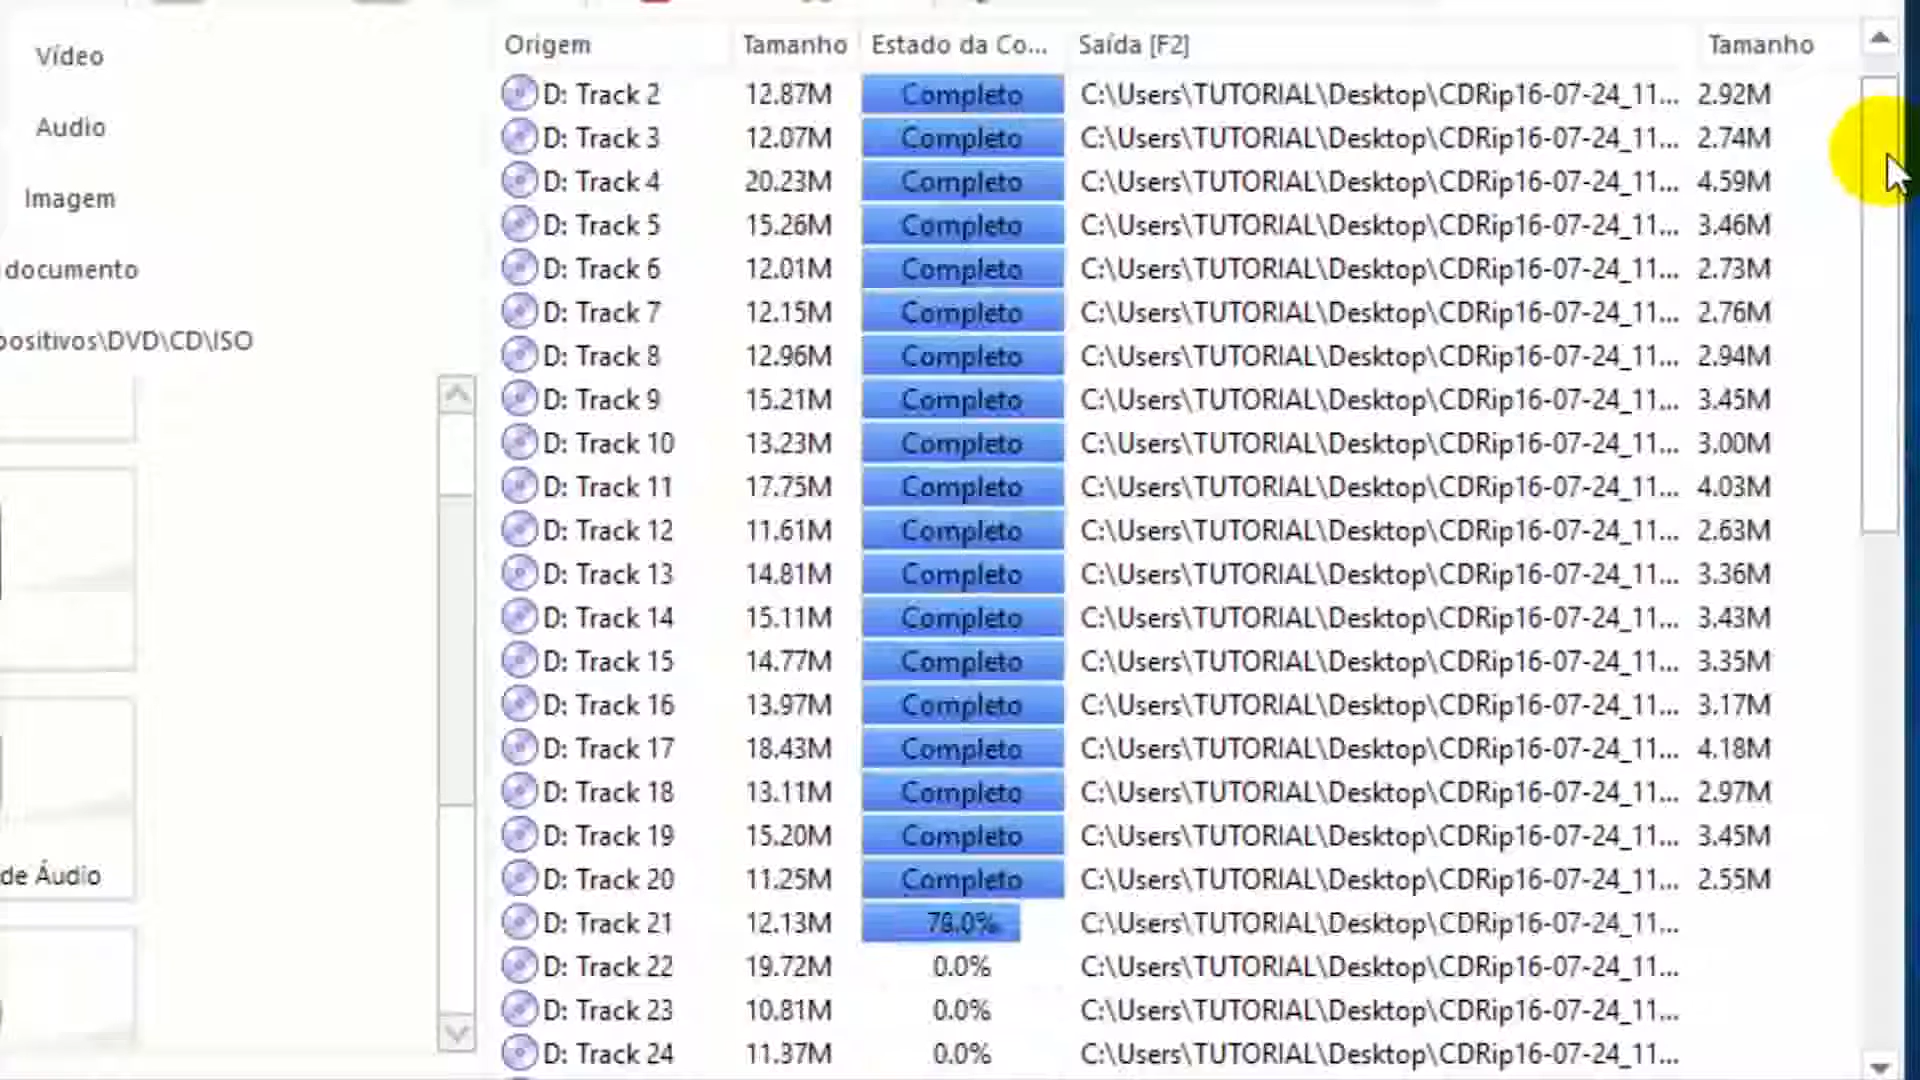 Vídeo
Audio
Imagem
documento
positivos\DVD\CD\ISO
de Áudio
Origem Tamanho Estado da Co... Saída [F2] Tamanho
D: Track 2 12.87M Completo C:\Users\TUTORIAL\Desktop\CDRip16-07-24_11... 2.92M
D: Track 3 12.07M Completo C:\Users\TUTORIAL\Desktop\CDRip16-07-24_11... 2.74M
D: Track 4 20.23M Completo C:\Users\TUTORIAL\Desktop\CDRip16-07-24_11... 4.59M
D: Track 5 15.26M Completo C:\Users\TUTORIAL\Desktop\CDRip16-07-24_11... 3.46M
D: Track 6 12.01M Completo C:\Users\TUTORIAL\Desktop\CDRip16-07-24_11... 2.73M
D: Track 7 12.15M Completo C:\Users\TUTORIAL\Desktop\CDRip16-07-24_11... 2.76M
D: Track 8 12.96M Completo C:\Users\TUTORIAL\Desktop\CDRip16-07-24_11... 2.94M
D: Track 9 15.21M Completo C:\Users\TUTORIAL\Desktop\CDRip16-07-24_11... 3.45M
D: Track 10 13.23M Completo C:\Users\TUTORIAL\Desktop\CDRip16-07-24_11... 3.00M
D: Track 11 17.75M Completo C:\Users\TUTORIAL\Desktop\CDRip16-07-24_11... 4.03M
D: Track 12 11.61M Completo C:\Users\TUTORIAL\Desktop\CDRip16-07-24_11... 2.63M
D: Track 13 14.81M Completo C:\Users\TUTORIAL\Desktop\CDRip16-07-24_11... 3.36M
D: Track 14 15.11M Completo C:\Users\TUTORIAL\Desktop\CDRip16-07-24_11... 3.43M
D: Track 15 14.77M Completo C:\Users\TUTORIAL\Desktop\CDRip16-07-24_11... 3.35M
D: Track 16 13.97M Completo C:\Users\TUTORIAL\Desktop\CDRip16-07-24_11... 3.17M
D: Track 17 18.43M Completo C:\Users\TUTORIAL\Desktop\CDRip16-07-24_11... 4.18M
D: Track 18 13.11M Completo C:\Users\TUTORIAL\Desktop\CDRip16-07-24_11... 2.97M
D: Track 19 15.20M Completo C:\Users\TUTORIAL\Desktop\CDRip16-07-24_11... 3.45M
D: Track 20 11.25M Completo C:\Users\TUTORIAL\Desktop\CDRip16-07-24_11... 2.55M
D: Track 21 12.13M C:\Users\TUTORIAL\Desktop\CDRip16-07-24_11...
D: Track 22 19.72M 0.0% C:\Users\TUTORIAL\Desktop\CDRip16-07-24_11...
D: Track 23 10.81M 0.0% C:\Users\TUTORIAL\Desktop\CDRip16-07-24_11...
D: Track 24 11.37M 0.0% C:\Users\TUTORIAL\Desktop\CDRip16-07-24_11...